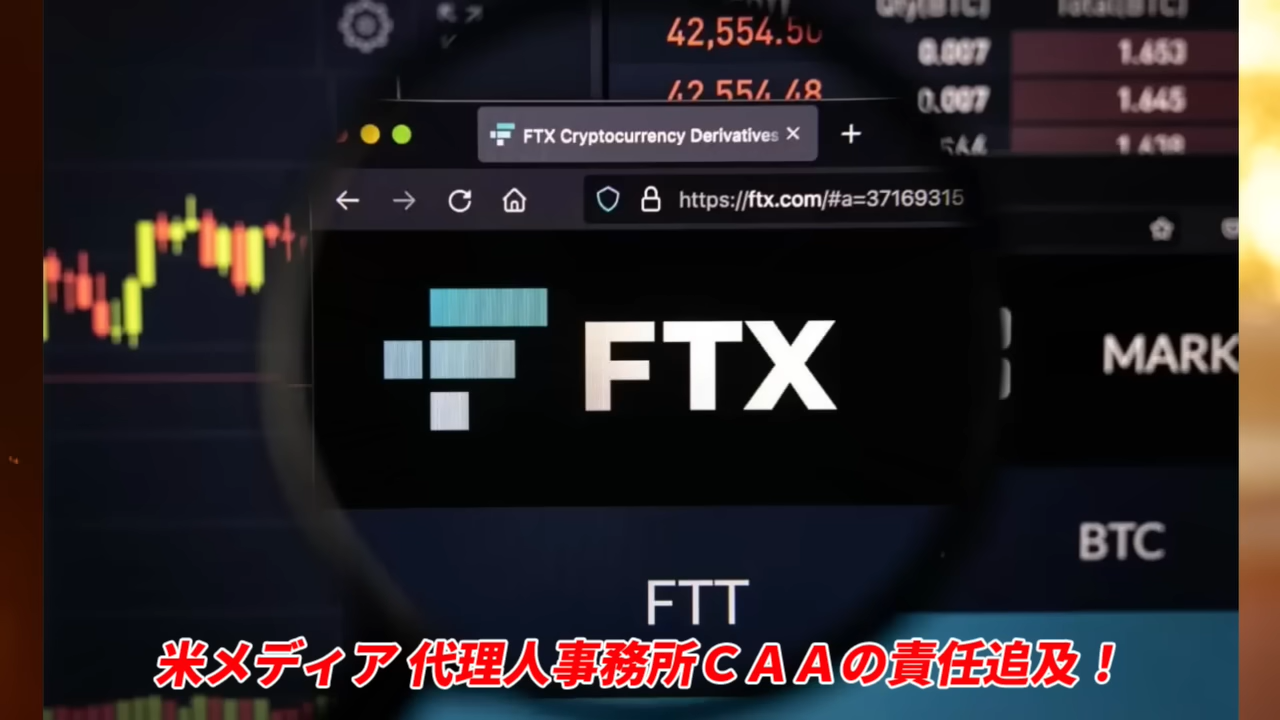 42,554.50
42,554.48
0.007
1.653
0.007
1.645
FTX Cryptocurrency Derivatives
https://ftx.com/#a=37169315
FTX
MARK
BTC
FTT
米メディア 代理人事務所ＣＡＡの責任追及！